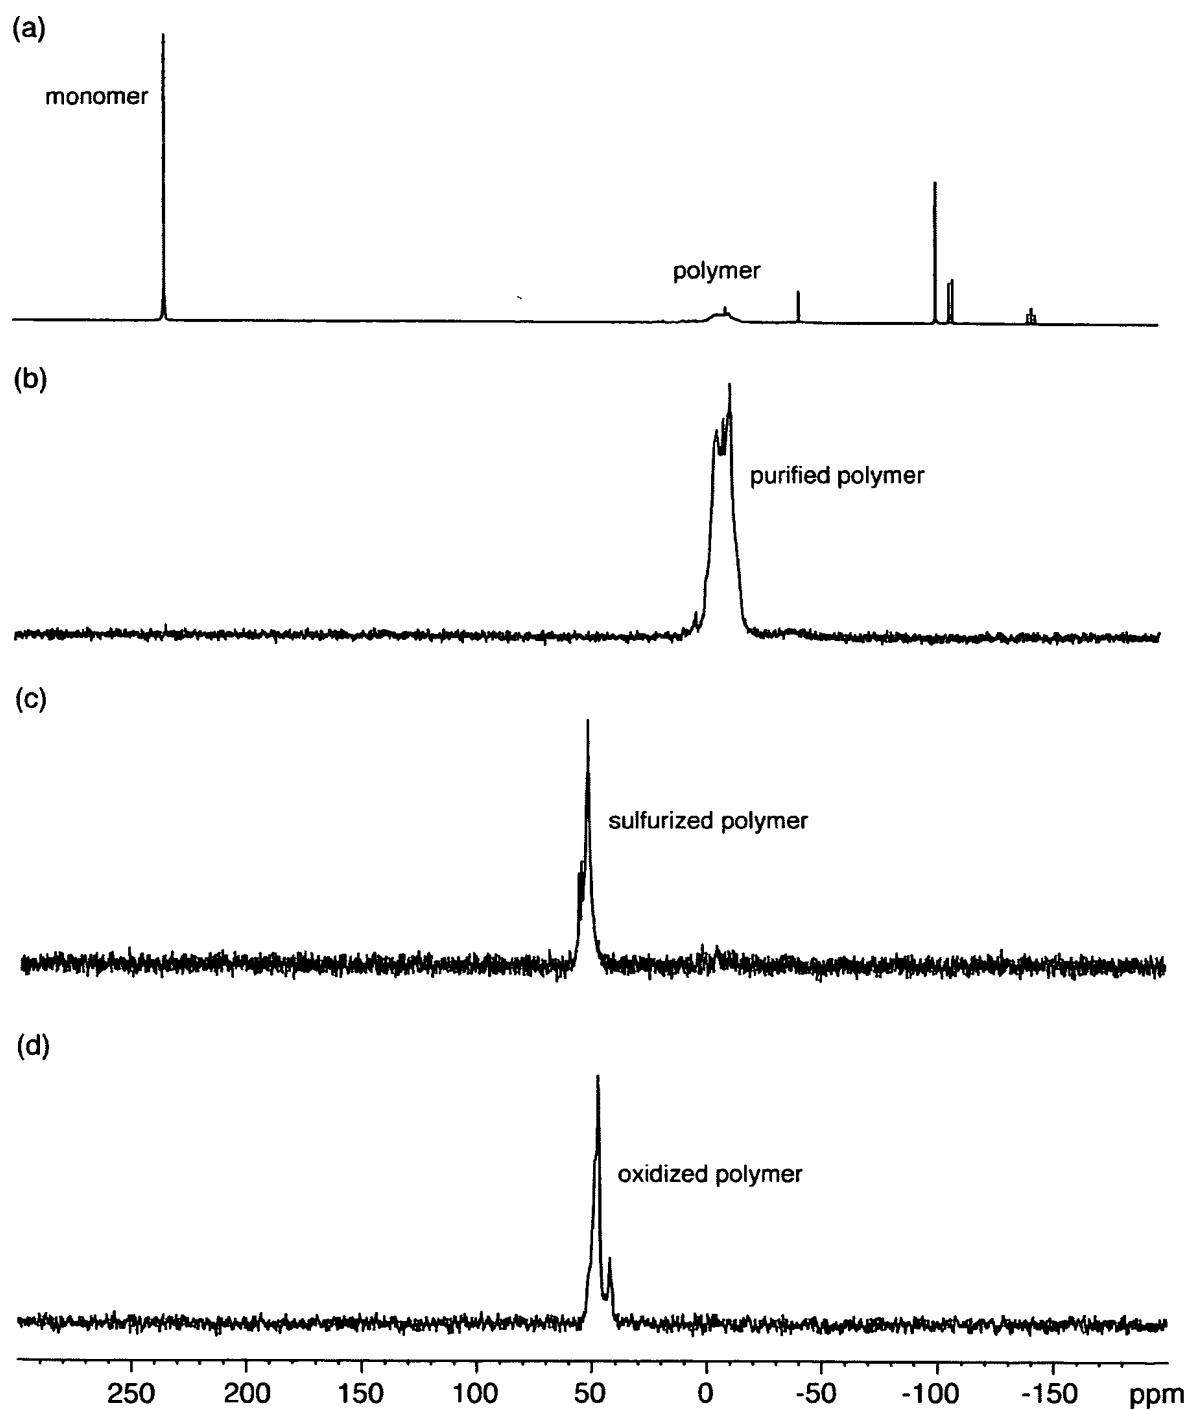 (a)
monomer
polymer
(b)
purified polymer
(c)
sulfurized polymer
(d)
oxidized polymer
250 200 150 100 50 0 -50 -100 -150 ppm